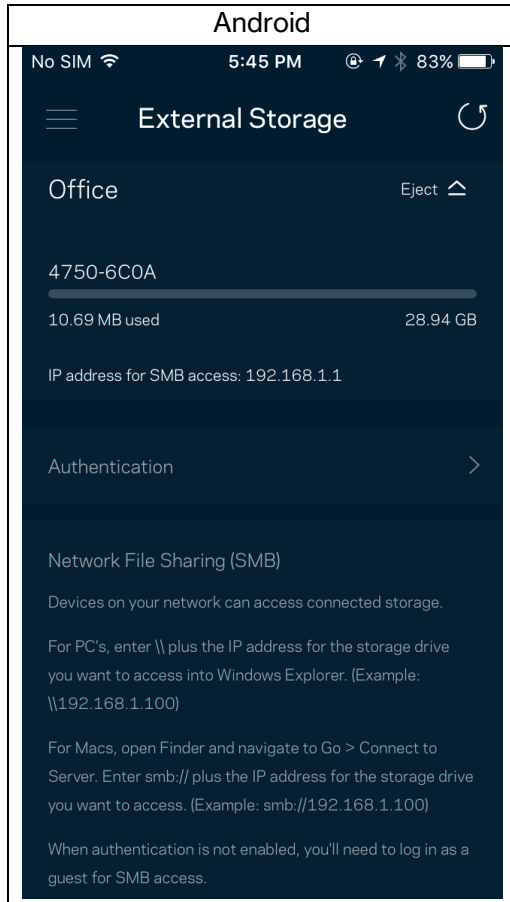 Android
No SIM 5:45 PM 83%
External Storage
Office Eject
4750-6C0A
10.69 MB used 28.94 GB
IP address for SMB access: 192.168.1.1
Authentication
Network File Sharing (SMB)
Devices on your network can access connected storage.
For PC's, enter \\ plus the IP address for the storage drive
you want to access into Windows Explorer. (Example:
\\192.168.1.100)
For Macs, open Finder and navigate to Go > Connect to
Server. Enter smb:// plus the IP address for the storage drive
you want to access. (Example: smb://192.168.1.100)
When authentication is not enabled, you'll need to log in as a
guest for SMB access.